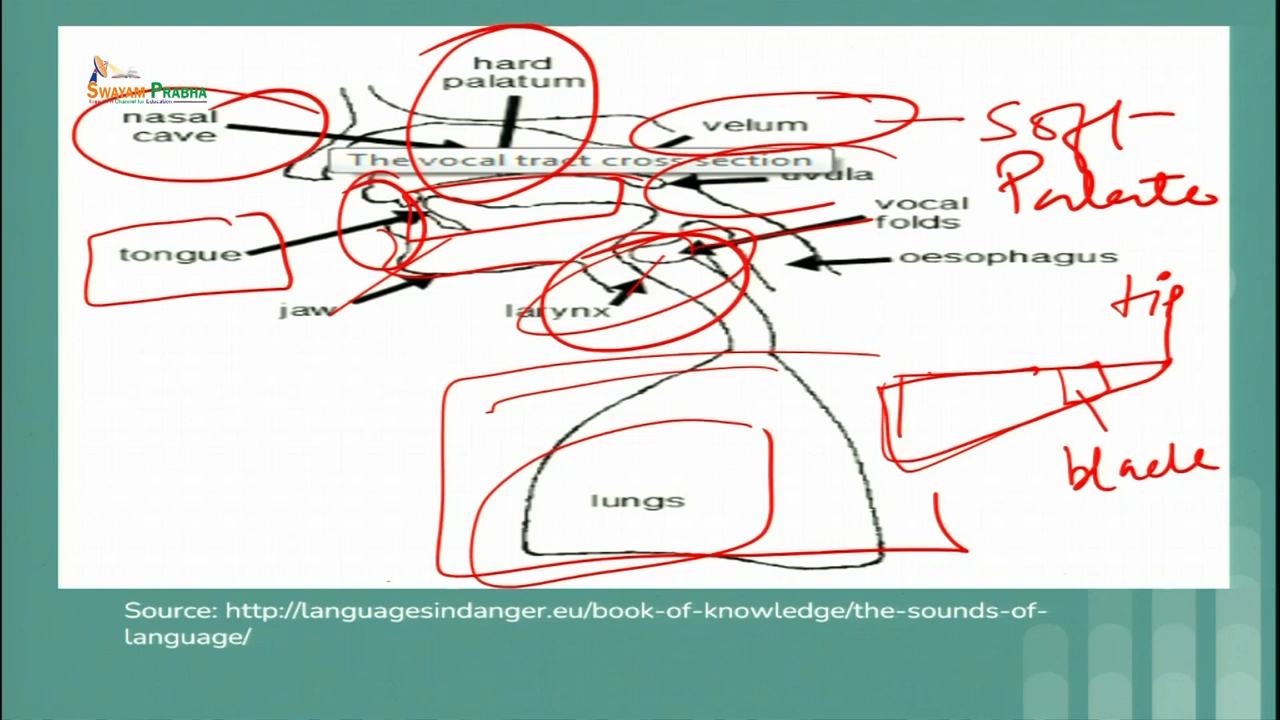 SWAYAM PRABHA
hard
palatum
nasal
cave
velum
soft
Palate
The vocal tract cross section
uvula
vocal
folds
tongue
oesophagus
jaw
larynx
tip
blade
lungs
Source: http://languagesindanger.eu/book-of-knowledge/the-sounds-of-
language/